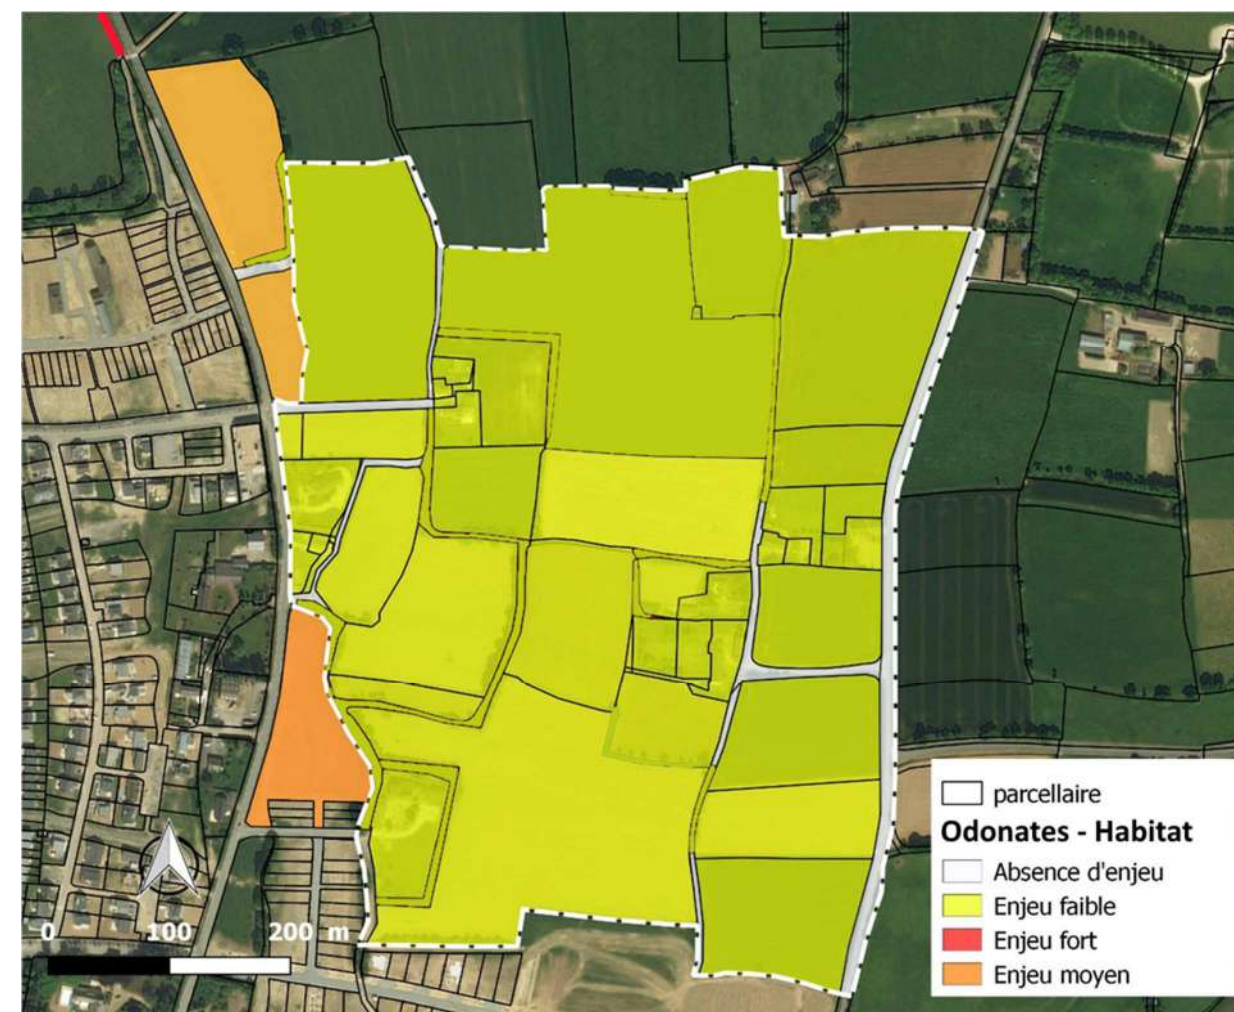 parcellaire
Odonates - Habitat
Absence d'enjeu
Enjeu faible
Enjeu fort
Enjeu moyen
0 100 200 m